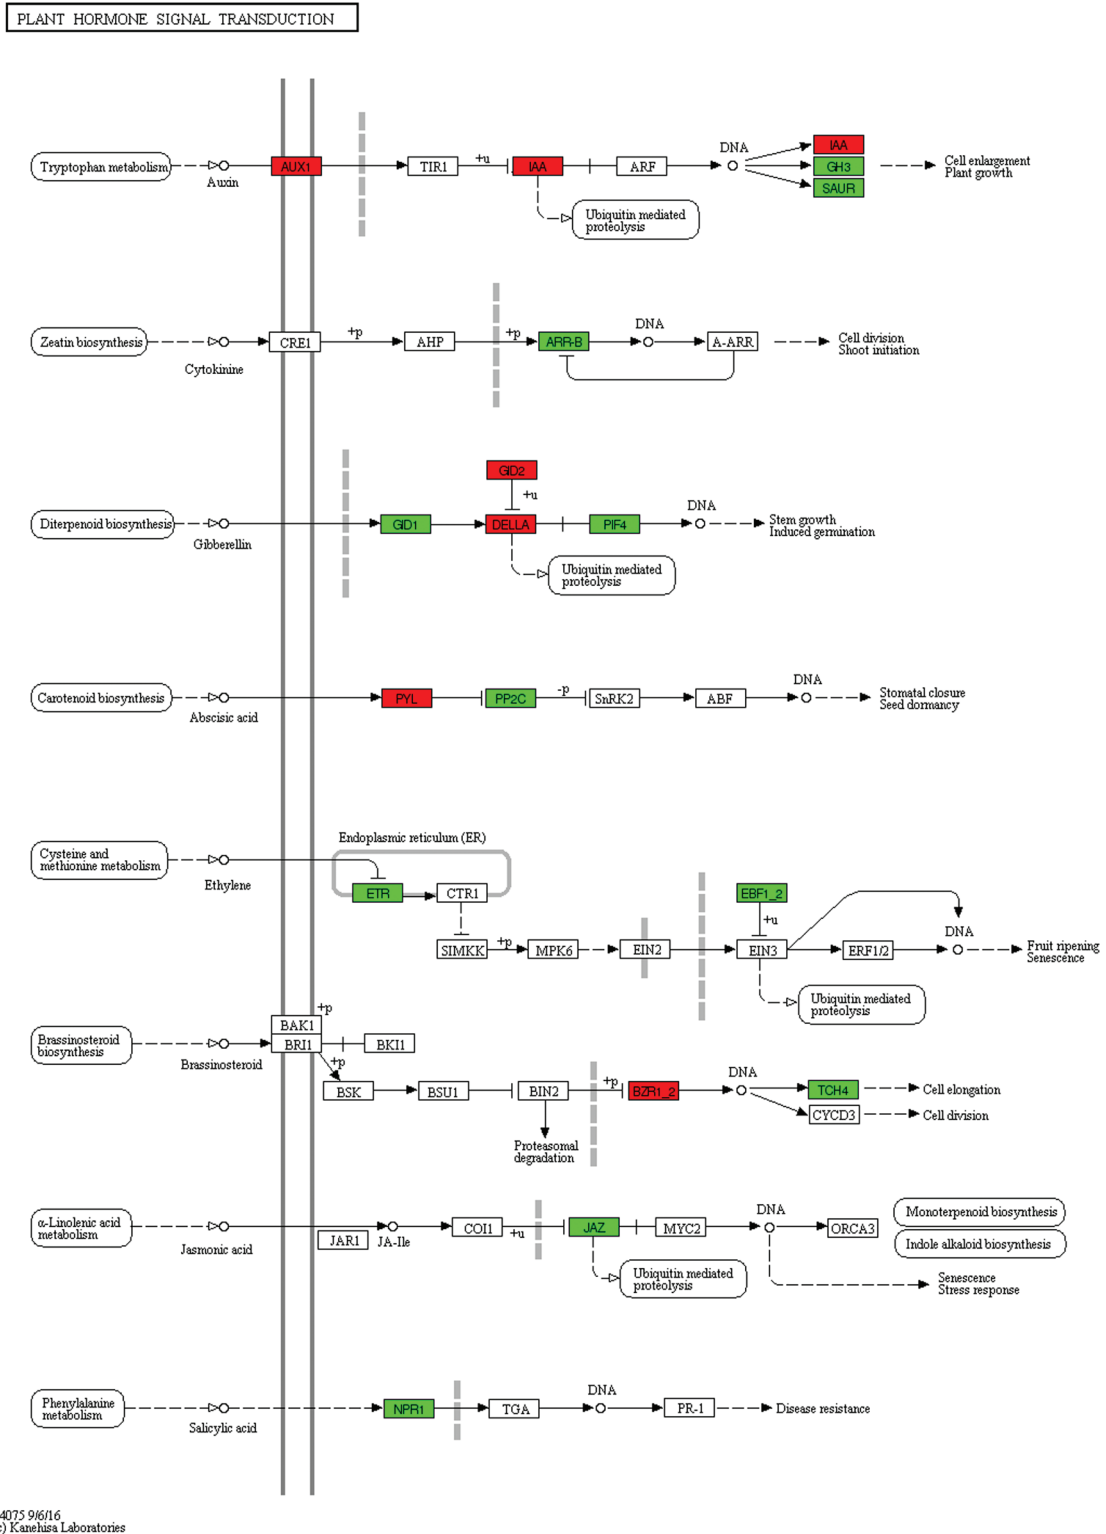 PLANT HORMONE SIGNAL TRANSDUCTION
Tryptophan metabolism
Auxin
AUX1
TIR1
+u
IAA
ARF
DNA
IAA
GH3
SAUR
Cell enlargement
Plant growth
Ubiquitin mediated
proteolysis
Zeatin biosynthesis
Cytokinine
CRE1
+p
AHP
+p
ARR-B
DNA
A-ARR
Cell division
Shoot initiation
GID2
+u
Diterpenoid biosynthesis
Gibberellin
GID1
DELLA
PIF4
DNA
Stem growth
Induced germination
Ubiquitin mediated
proteolysis
Carotenoid biosynthesis
Abscisic acid
PYL
PP2C
-p
SnRK2
ABF
DNA
Stomatal closure
Seed dormancy
Endoplasmic reticulum (ER)
Cysteine and
methionine metabolism
Ethylene
ETR
CTR1
EBF1_2
+u
SIMKK
+p
MPK6
EIN2
EIN3
ERF1/2
DNA
Fruit ripening
Senescence
Ubiquitin mediated
proteolysis
Brassinosteroid
biosynthesis
Brassinosteroid
BAK1
+p
BRI1
BKI1
+p
BSK
BSU1
BIN2
+p
BZR1_2
DNA
TCH4
Cell elongation
CYCD3
Cell division
Proteasomal
degradation
α-Linolenic acid
metabolism
Jasmonic acid
JAR1
JA-Ile
COI1
+u
JAZ
MYC2
DNA
ORCA3
Monoterpenoid biosynthesis
Indole alkaloid biosynthesis
Ubiquitin mediated
proteolysis
Senescence
Stress response
Phenylalanine
metabolism
Salicylic acid
NPR1
TGA
DNA
PR-1
Disease resistance
4075 9/6/16
c) Kanehisa Laboratories